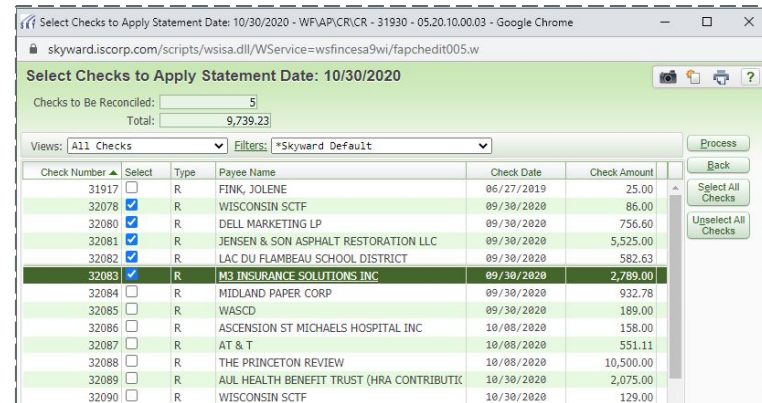 Select Checks to Apply Statement Date: 10/30/2020 - WF\AP\CR\CR - 31930 - 05.20.10.00.03 - Google Chrome
skyward.iscorp.com/scripts/wsisa.dll/WService=wsfincesa9wi/fapchedit005.w
Select Checks to Apply Statement Date: 10/30/2020
Checks to Be Reconciled: 5
Total: 9,739.23
Views: All Checks Filters: *Skyward Default
Process
Back
Select All Checks
Unselect All Checks
Check Number Select Type Payee Name Check Date Check Amount
31917 R FINK, JOLENE 06/27/2019 25.00
32078 R WISCONSIN SCTF 09/30/2020 86.00
32080 R DELL MARKETING LP 09/30/2020 756.60
32081 R JENSEN & SON ASPHALT RESTORATION LLC 09/30/2020 5,525.00
32082 R LAC DU FLAMBEAU SCHOOL DISTRICT 09/30/2020 582.63
32083 R M3 INSURANCE SOLUTIONS INC 09/30/2020 2,789.00
32084 R MIDLAND PAPER CORP 09/30/2020 932.78
32085 R WASCD 09/30/2020 189.00
32086 R ASCENSION ST MICHAELS HOSPITAL INC 10/08/2020 158.00
32087 R AT & T 10/08/2020 551.11
32088 R THE PRINCETON REVIEW 10/08/2020 10,500.00
32089 R AUL HEALTH BENEFIT TRUST (HRA CONTRIBUTIC 10/30/2020 2,075.00
32090 R WISCONSIN SCTF 10/30/2020 129.00